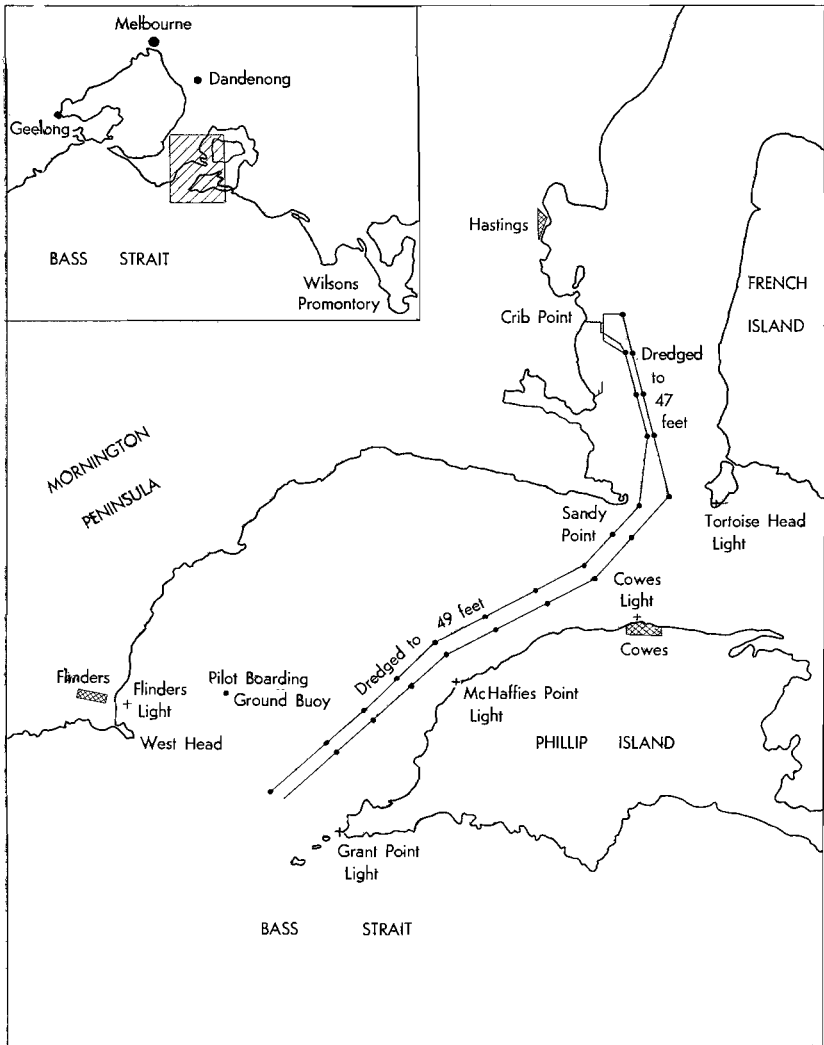 Melbourne
Dandenong
Geelong
BASS STRAIT
Wilsons
Promontory
Hastings
FRENCH
ISLAND
Crib Point
Dredged
to
47
feet
MORNINGTON
PENINSULA
Sandy
Point
Tortoise Head
Light
Cowes
Light
Cowes
Dredged to 49 feet
Flinders
Flinders
Light
Pilot Boarding
Ground Buoy
McHaffies Point
Light
West Head
PHILLIP ISLAND
Grant Point
Light
BASS STRAIT